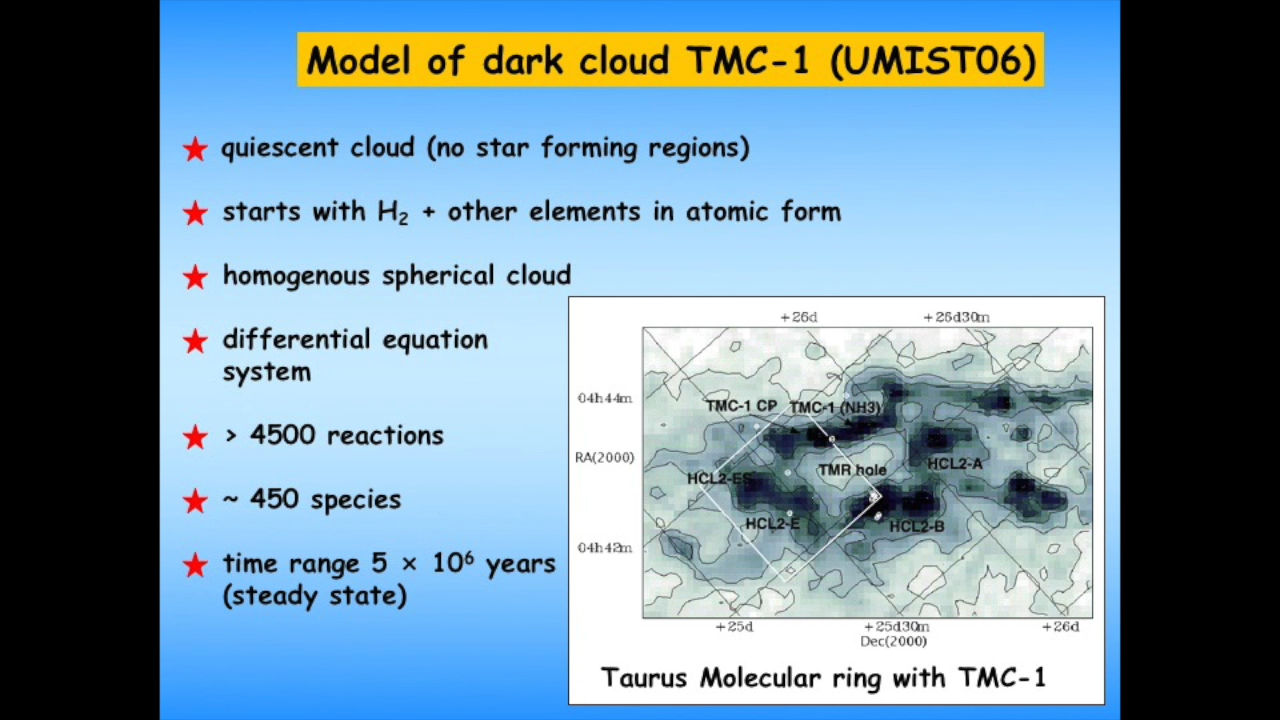 Model of dark cloud TMC-1 (UMIST06)
★ quiescent cloud (no star forming regions)
★ starts with H₂ + other elements in atomic form
★ homogenous spherical cloud
★ differential equation
system
★ > 4500 reactions
★ ~ 450 species
★ time range 5 × 10⁶ years
(steady state)
+26d +25d30m
04h44m
TMC-1 CP TMC-1 (NH3)
RA(2000)
TMR hole
HCL2-A
HCL2-ES
HCL2-E
HCL2-B
04h42m
+25d +25d30m +26d
Dec(2000)
Taurus Molecular ring with TMC-1